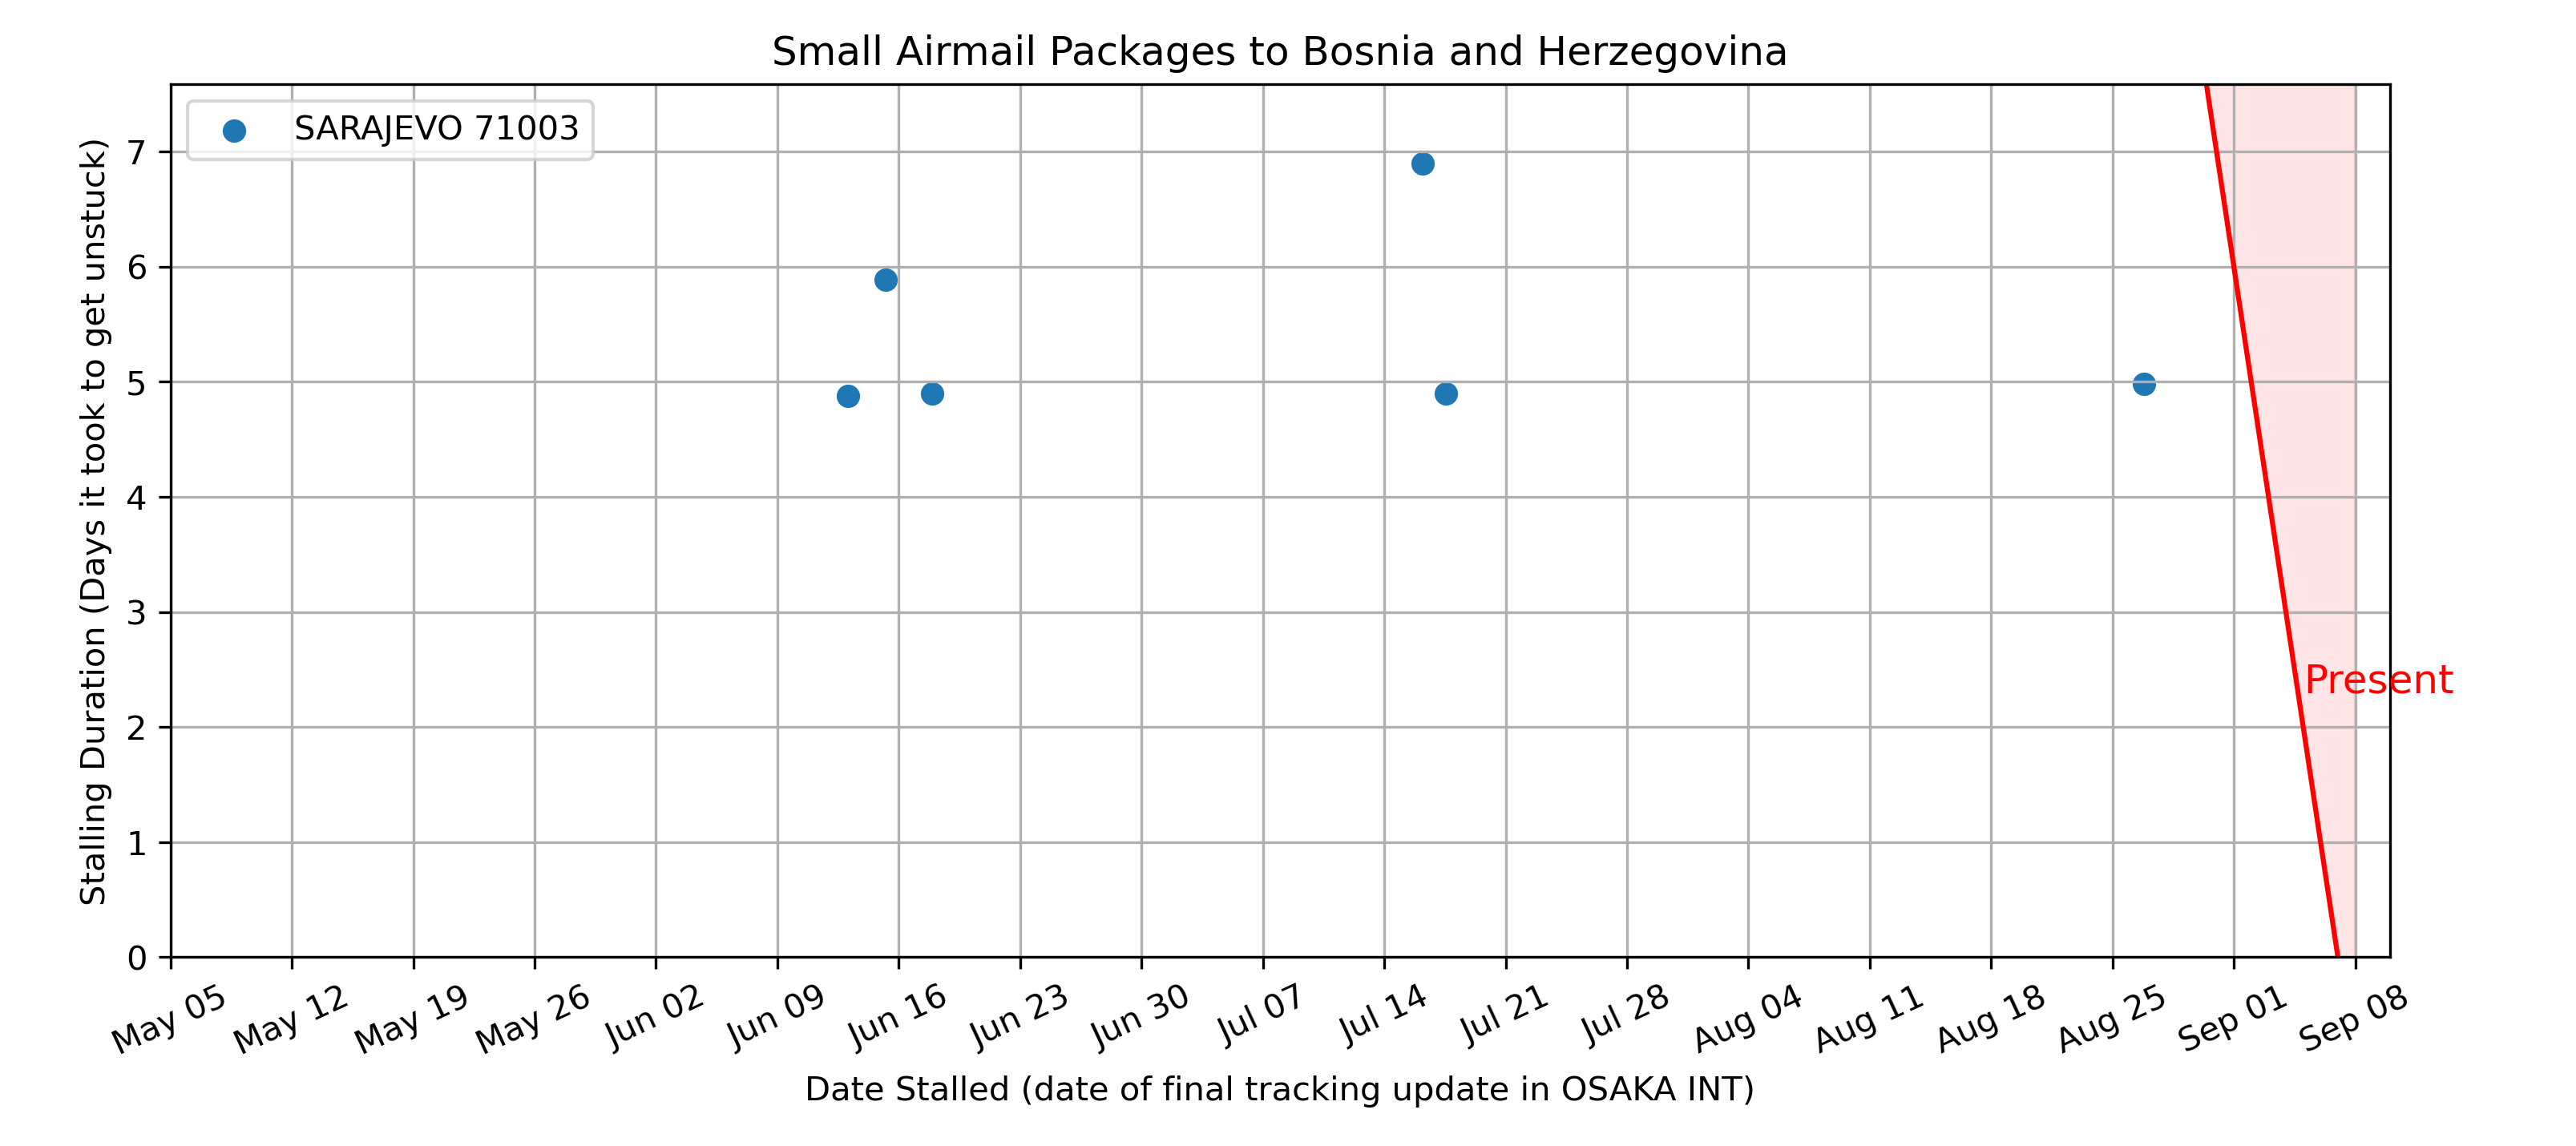 Small Airmail Packages to Bosnia and Herzegovina
SARAJEVO 71003
Stalling Duration (Days it took to get unstuck)
7
6
5
4
3
2
1
0
Present
May 05
May 12
May 19
May 26
Jun 02
Jun 09
Jun 16
Jun 23
Jun 30
Jul 07
Jul 14
Jul 21
Jul 28
Aug 04
Aug 11
Aug 18
Aug 25
Sep 01
Sep 08
Date Stalled (date of final tracking update in OSAKA INT)